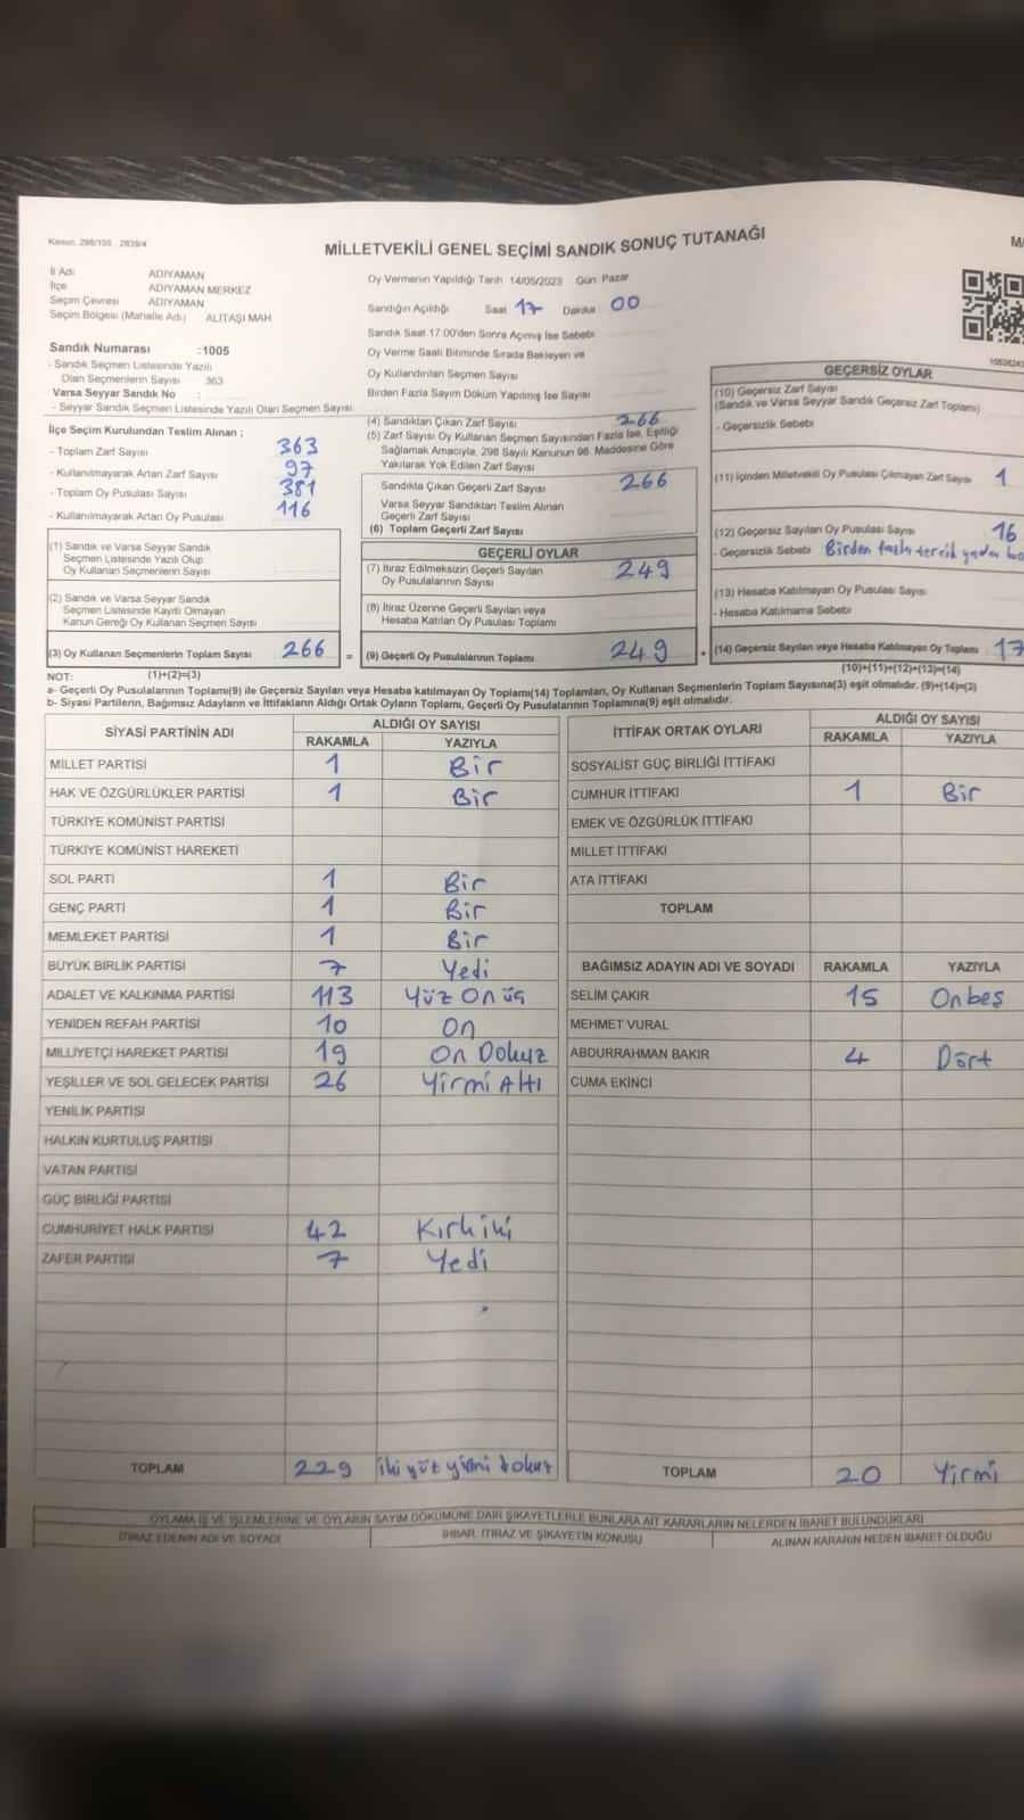 Kanun: 298/105 : 2839/4
MİLLETVEKİLİ GENEL SEÇİMİ SANDIK SONUÇ TUTANAĞI
İl Adı ADIYAMAN
İlçe ADIYAMAN MERKEZ
Seçim Çevresi ADIYAMAN
Seçim Bölgesi (Mahalle Adı) ALİTAŞI MAH
Sandık Numarası :1005
- Sandık Seçmen Listesinde Yazılı
Olan Seçmenlerin Sayısı 363
Varsa Seyyar Sandık No :
- Seyyar Sandık Seçmen Listesinde Yazılı Olan Seçmen Sayısı
İlçe Seçim Kurulundan Teslim Alınan ;
- Toplam Zarf Sayısı 363
- Kullanılmayarak Artan Zarf Sayısı 97
- Toplam Oy Pusulası Sayısı 381
- Kullanılmayarak Artan Oy Pusulası 116
(1) Sandık ve Varsa Seyyar Sandık
Seçmen Listesinde Yazılı Olup
Oy Kullanan Seçmenlerin Sayısı
(2) Sandık ve Varsa Seyyar Sandık
Seçmen Listesinde Kayıtlı Olmayan
Kanun Gereği Oy Kullanan Seçmen Sayısı
(3) Oy Kullanan Seçmenlerin Toplam Sayısı 266 =
(1)+(2)=(3)
Oy Vermenin Yapıldığı Tarih 14/05/2023 Gün: Pazar
Sandığın Açıldığı Saat 17 Dakika 00
Sandık Saat 17:00'den Sonra Açılmış İse Sebebi
Oy Verme Saati Bitiminde Sırada Bekleyen ve
Oy Kullandırılan Seçmen Sayısı
Birden Fazla Sayım Döküm Yapılmış İse Sayısı
(4) Sandıktan Çıkan Zarf Sayısı 266
(5) Zarf Sayısı Oy Kullanan Seçmen Sayısından Fazla İse, Eşitliği
Sağlamak Amacıyla, 298 Sayılı Kanunun 98. Maddesine Göre
Yakılarak Yok Edilen Zarf Sayısı
Sandıkta Çıkan Geçerli Zarf Sayısı 266
Varsa Seyyar Sandıktan Teslim Alınan
Geçerli Zarf Sayısı
(6) Toplam Geçerli Zarf Sayısı
GEÇERLİ OYLAR
(7) İtiraz Edilmeksizin Geçerli Sayılan
Oy Pusulalarının Sayısı 249
(8) İtiraz Üzerine Geçerli Sayılan veya
Hesaba Katılan Oy Pusulası Toplamı
(9) Geçerli Oy Pusulalarının Toplamı 249 +
GEÇERSİZ OYLAR
(10) Geçersiz Zarf Sayısı
(Sandık ve Varsa Seyyar Sandık Geçersiz Zarf Toplamı)
- Geçersizlik Sebebi
(11) İçinden Milletvekili Oy Pusulası Çıkmayan Zarf Sayısı 1
(12) Geçersiz Sayılan Oy Pusulası Sayısı 16
- Geçersizlik Sebebi Birden fazla tercih
(13) Hesaba Katılmayan Oy Pusulası Sayısı
- Hesaba Katılmama Sebebi
(14) Geçersiz Sayılan veya Hesaba Katılmayan Oy Toplamı 17
(10)+(11)+(12)+(13)=(14)
NOT:
a- Geçerli Oy Pusulalarının Toplamı(9) ile Geçersiz Sayılan veya Hesaba katılmayan Oy Toplamı(14) Toplamları, Oy Kullanan Seçmenlerin Toplam Sayısına(3) eşit olmalıdır. (9)+(14)=(3)
b- Siyasi Partilerin, Bağımsız Adayların ve İttifakların Aldığı Ortak Oyların Toplamı, Geçerli Oy Pusulalarının Toplamına(9) eşit olmalıdır.
SİYASİ PARTİNİN ADI ALDIĞI OY SAYISI
RAKAMLA YAZIYLA
MİLLET PARTİSİ 1 Bir
HAK VE ÖZGÜRLÜKLER PARTİSİ 1 Bir
TÜRKİYE KOMÜNİST PARTİSİ
TÜRKİYE KOMÜNİST HAREKETİ
SOL PARTİ 1 Bir
GENÇ PARTİ 1 Bir
MEMLEKET PARTİSİ 1 Bir
BÜYÜK BİRLİK PARTİSİ 7 Yedi
ADALET VE KALKINMA PARTİSİ 113 Yüz On üç
YENİDEN REFAH PARTİSİ 10 On
MİLLİYETÇİ HAREKET PARTİSİ 19 On Dokuz
YEŞİLLER VE SOL GELECEK PARTİSİ 26 Yirmi Altı
YENİLİK PARTİSİ
HALKIN KURTULUŞ PARTİSİ
VATAN PARTİSİ
GÜÇ BİRLİĞİ PARTİSİ
CUMHURİYET HALK PARTİSİ 42 Kırk iki
ZAFER PARTİSİ 7 Yedi
TOPLAM 229 iki yüz yirmi dokuz
İTTİFAK ORTAK OYLARI ALDIĞI OY SAYISI
RAKAMLA YAZIYLA
SOSYALİST GÜÇ BİRLİĞİ İTTİFAKI
CUMHUR İTTİFAKI 1 Bir
EMEK VE ÖZGÜRLÜK İTTİFAKI
MİLLET İTTİFAKI
ATA İTTİFAKI
TOPLAM
BAĞIMSIZ ADAYIN ADI VE SOYADI RAKAMLA YAZIYLA
SELİM ÇAKIR 15 Onbeş
MEHMET VURAL
ABDURRAHMAN BAKIR 4 Dört
CUMA EKİNCİ
TOPLAM 20 Yirmi
OYLAMA İŞ VE İŞLEMLERİNE VE OYLARIN SAYIM DÖKÜMÜNE DAİR ŞİKAYETLERLE BUNLARA AİT KARARLARIN NELERDEN İBARET BULUNDUKLARI
İTİRAZ EDENİN ADI VE SOYADI İHBAR, İTİRAZ VE ŞİKAYETİN KONUSU ALINAN KARARIN NEDEN İBARET OLDUĞU